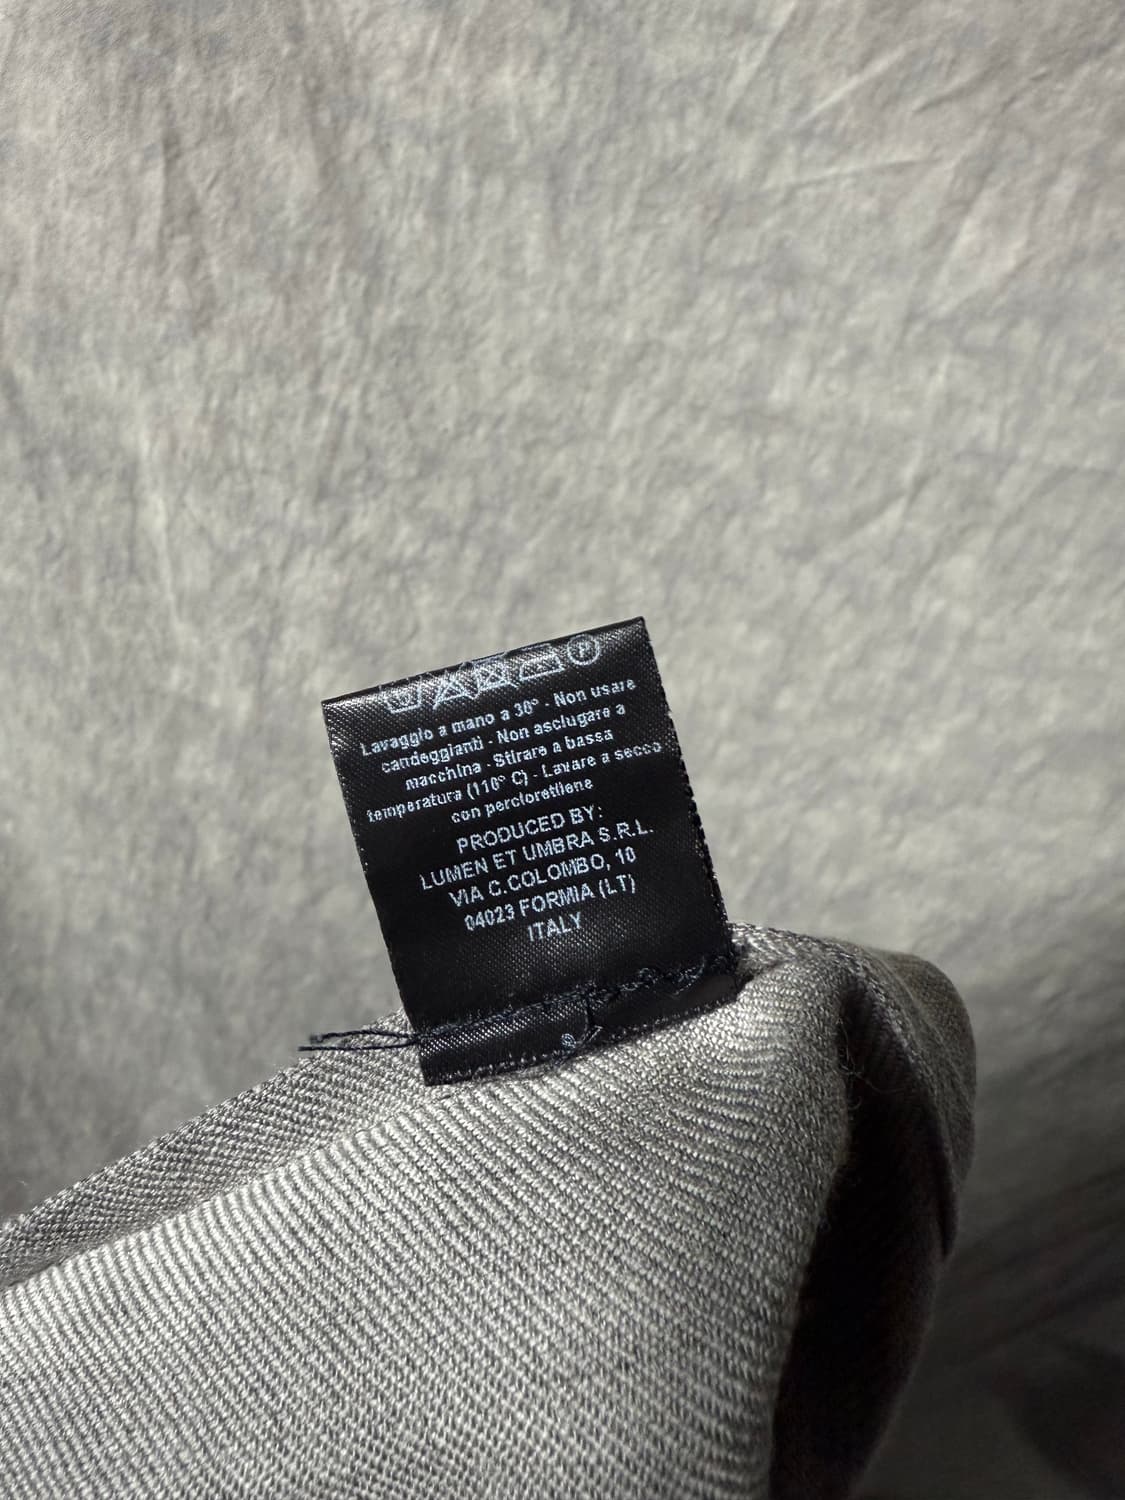 P
Lavaggio a mano a 30° - Non usare
candeggianti - Non asciugare a
macchina - Stirare a bassa
temperatura (110° C) - Lavare a secco
con percloretilene
PRODUCED BY:
LUMEN ET UMBRA S.R.L.
VIA C.COLOMBO, 10
04023 FORMIA (LT)
ITALY